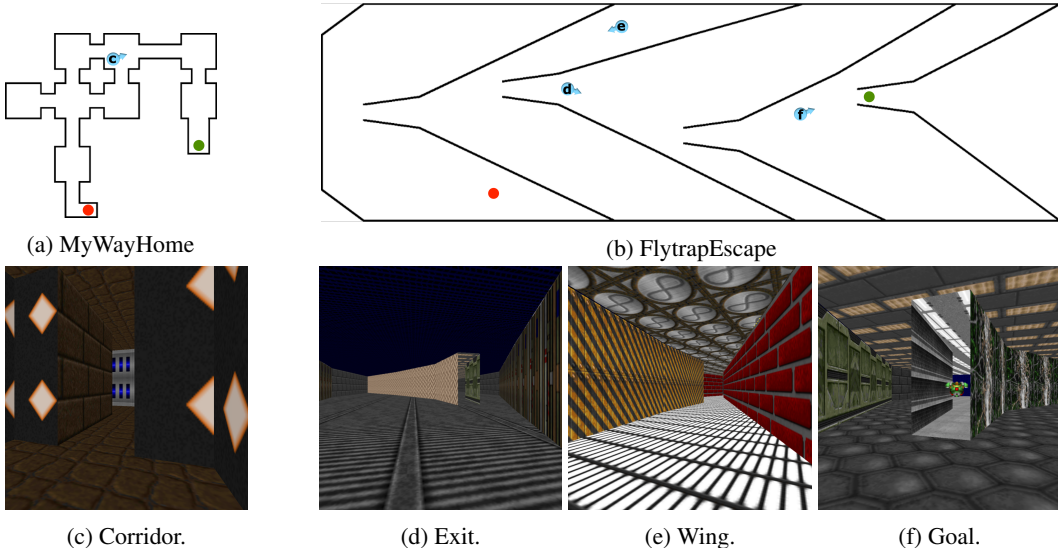 c
e
d
f
(a) MyWayHome
(b) FlytrapEscape
(c) Corridor.
(d) Exit.
(e) Wing.
(f) Goal.